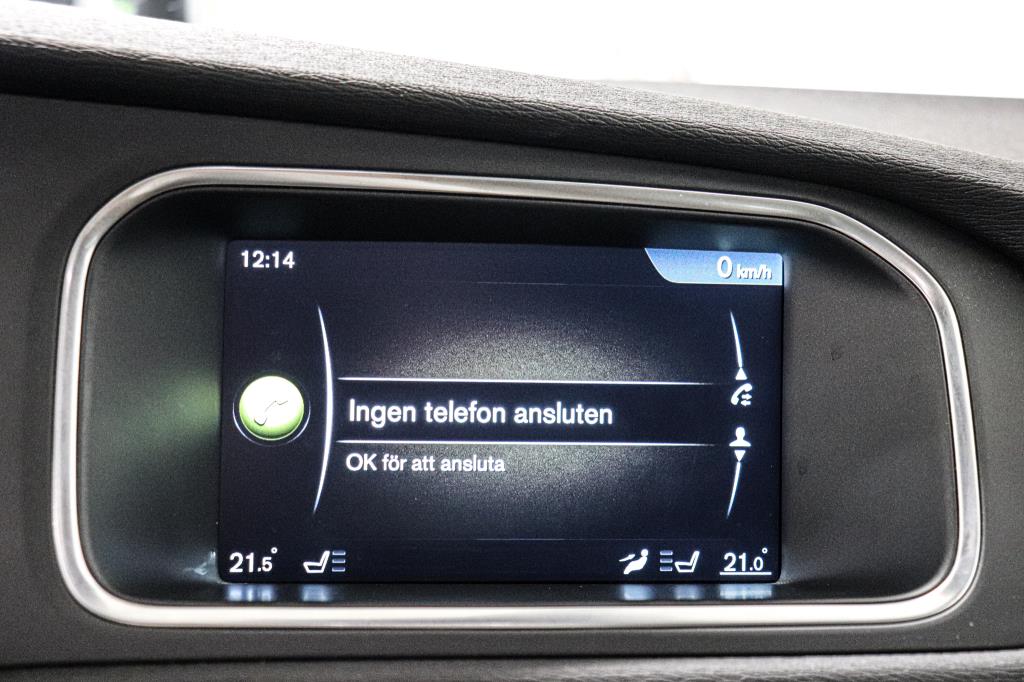 12:14
0 km/h
Ingen telefon ansluten
OK för att ansluta
21.5° 21.0°